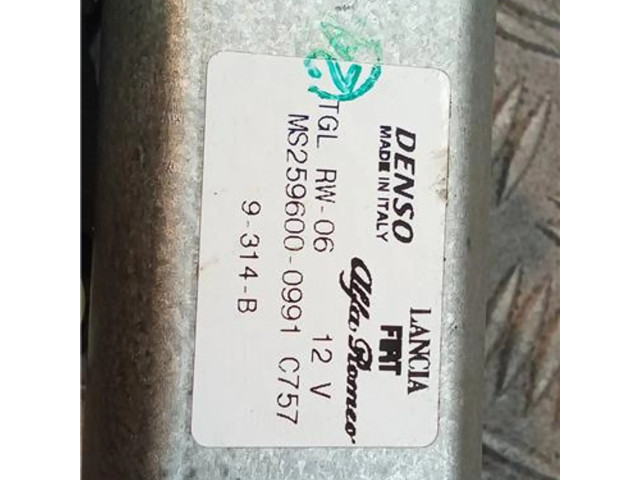 DENSO
MADE IN ITALY
LANCIA
FIAT
Alfa Romeo
TGL RW-06 12 V
MS259600-0991 C757
9-314-B